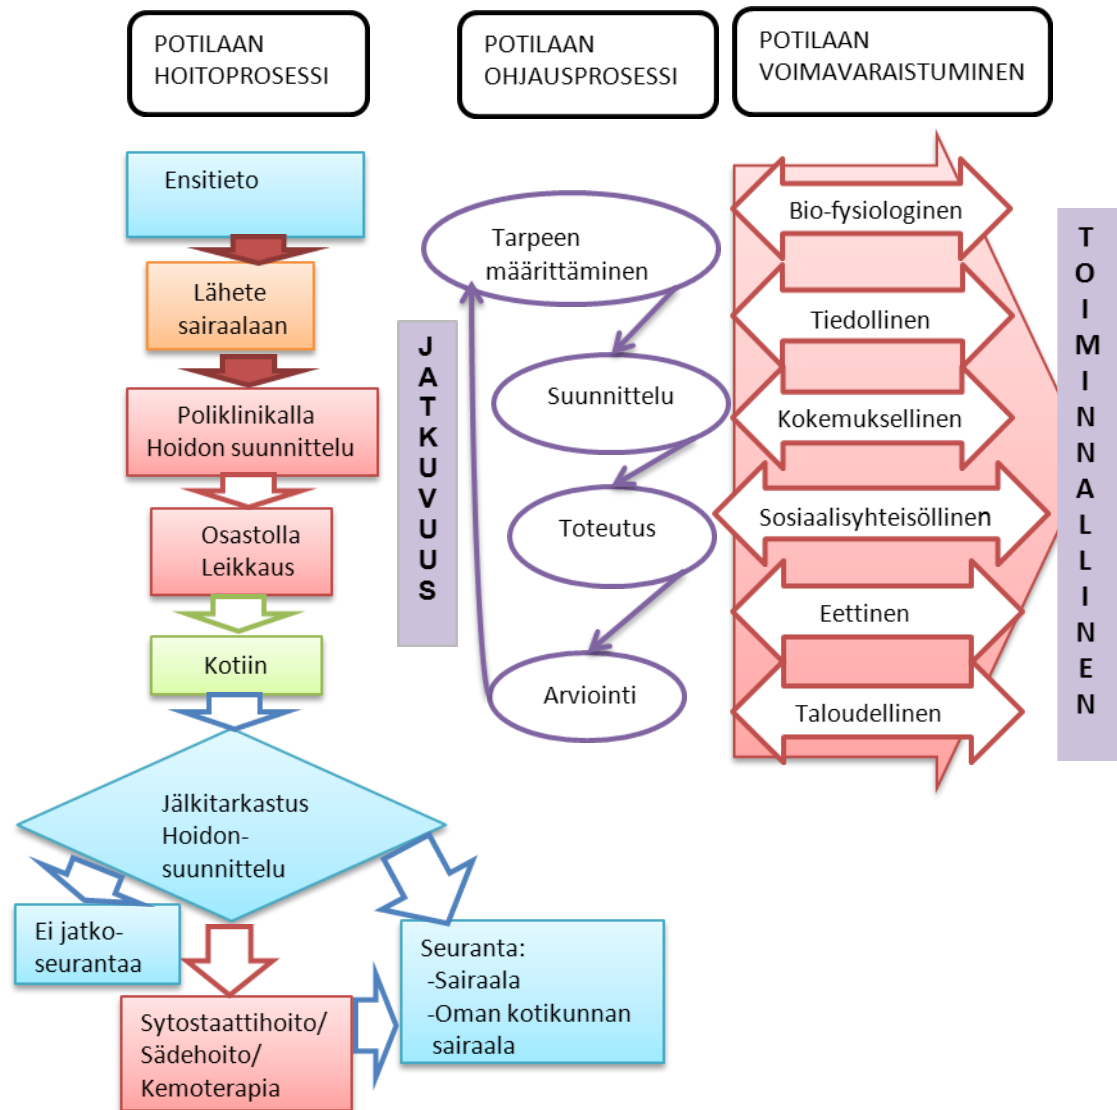 POTILAAN
HOITOPROSESSI
POTILAAN
OHJAUSPROSESSI
POTILAAN
VOIMAVARAISTUMINEN
Ensitieto
Lähete
sairaalaan
Poliklinikalla
Hoidon suunnittelu
Osastolla
Leikkaus
Kotiin
Jälkitarkastus
Hoidon-
suunnittelu
Ei jatko-
seurantaa
Sytostaattihoito/
Sädehoito/
Kemoterapia
Seuranta:
-Sairaala
-Oman kotikunnan
sairaala
JATKUVUUS
Tarpeen
määrittäminen
Suunnittelu
Toteutus
Arviointi
Bio-fysiologinen
Tiedollinen
Kokemuksellinen
Sosiaalisyhteisöllinen
Eettinen
Taloudellinen
TOIMINNALLINEN